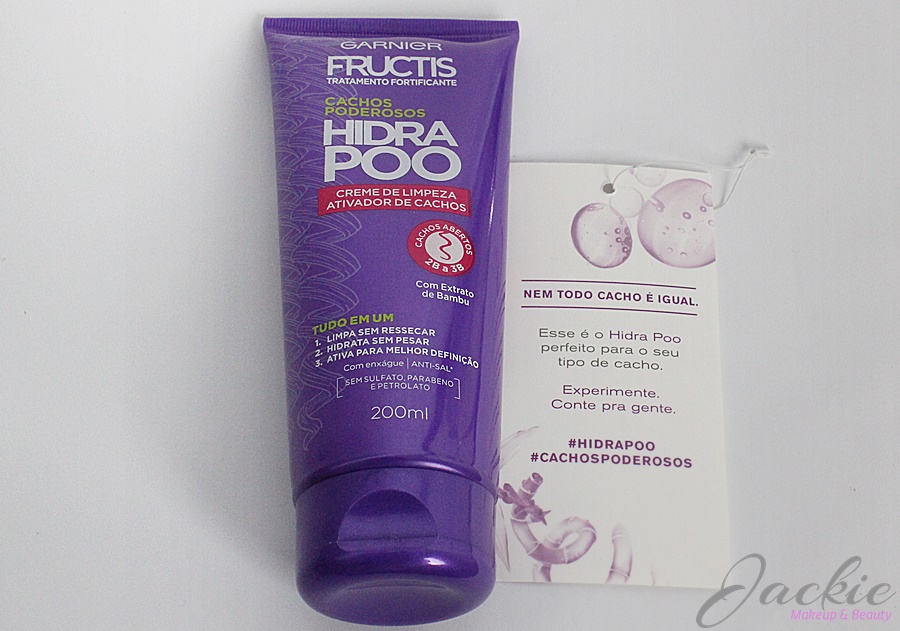 GARNIER
FRUCTIS
TRATAMENTO FORTIFICANTE
CACHOS
PODEROSOS
HIDRA
POO
CREME DE LIMPEZA
ATIVADOR DE CACHOS
CACHOS ABERTOS
2B a 3B
Com Extrato
de Bambu
TUDO EM UM
1. LIMPA SEM RESSECAR
2. HIDRATA SEM PESAR
3. ATIVA PARA MELHOR DEFINIÇÃO
Com enxágue | ANTI-SAL*
[SEM SULFATO, PARABENO
E PETROLATO]
200ml
NEM TODO CACHO É IGUAL.
Esse é o Hidra Poo
perfeito para o seu
tipo de cacho.
Experimente.
Conte pra gente.
#HIDRAPOO
#CACHOSPODEROSOS
Jackie
Makeup & Beauty